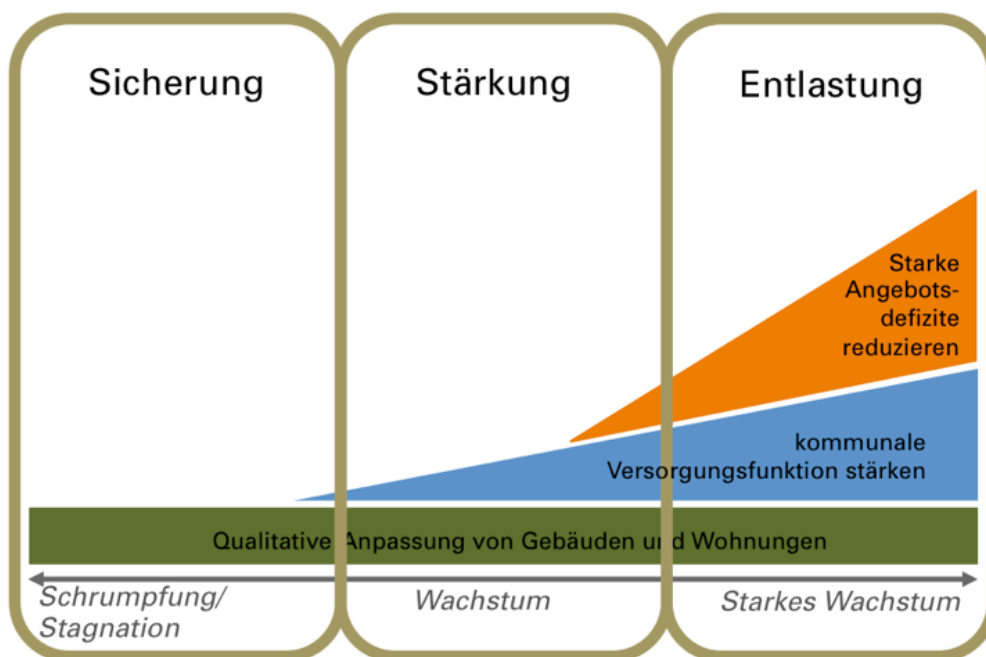 Sicherung
Stärkung
Entlastung
Starke
Angebots-
defizite
reduzieren
kommunale
Versorgungsfunktion stärken
Qualitative Anpassung von Gebäuden und Wohnungen
Schrumpfung/
Stagnation
Wachstum
Starkes Wachstum